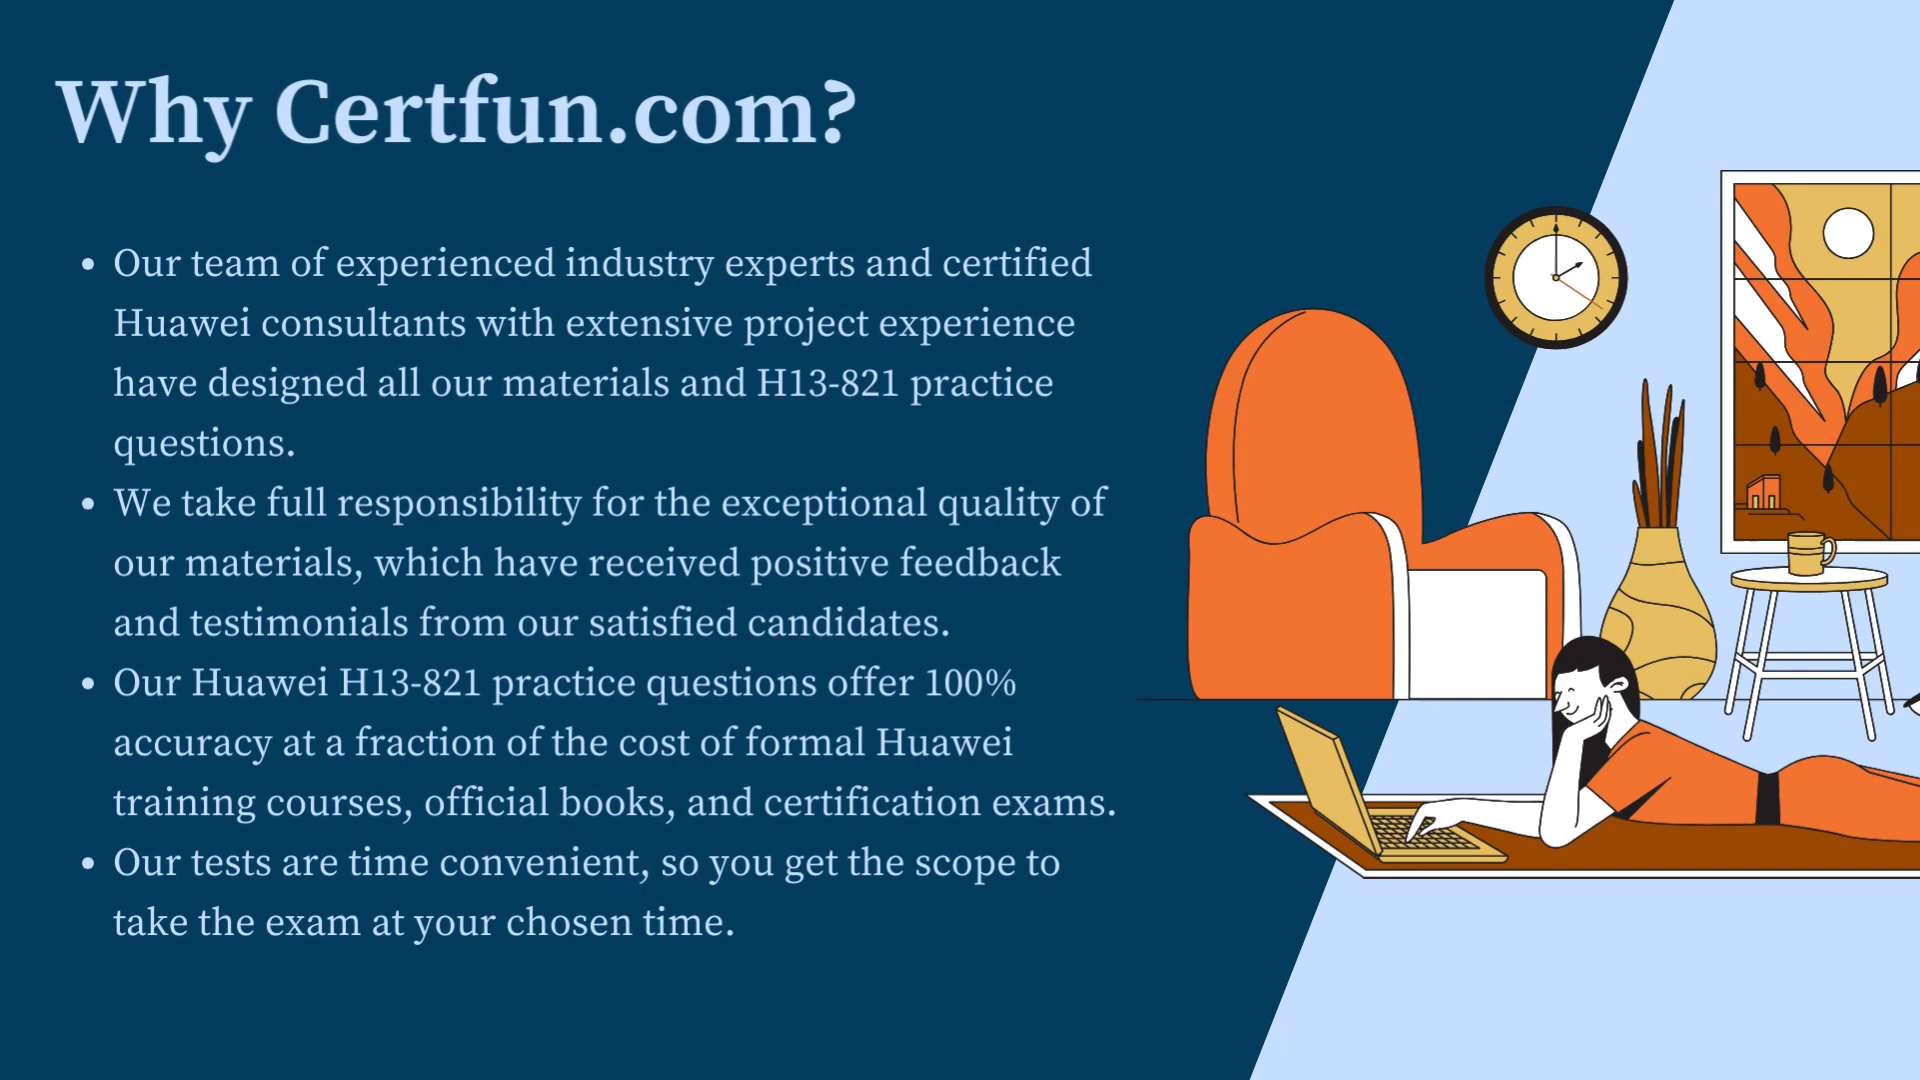 Why Certfun.com?
• Our team of experienced industry experts and certified
Huawei consultants with extensive project experience
have designed all our materials and H13-821 practice
questions.
• We take full responsibility for the exceptional quality of
our materials, which have received positive feedback
and testimonials from our satisfied candidates.
• Our Huawei H13-821 practice questions offer 100%
accuracy at a fraction of the cost of formal Huawei
training courses, official books, and certification exams.
• Our tests are time convenient, so you get the scope to
take the exam at your chosen time.